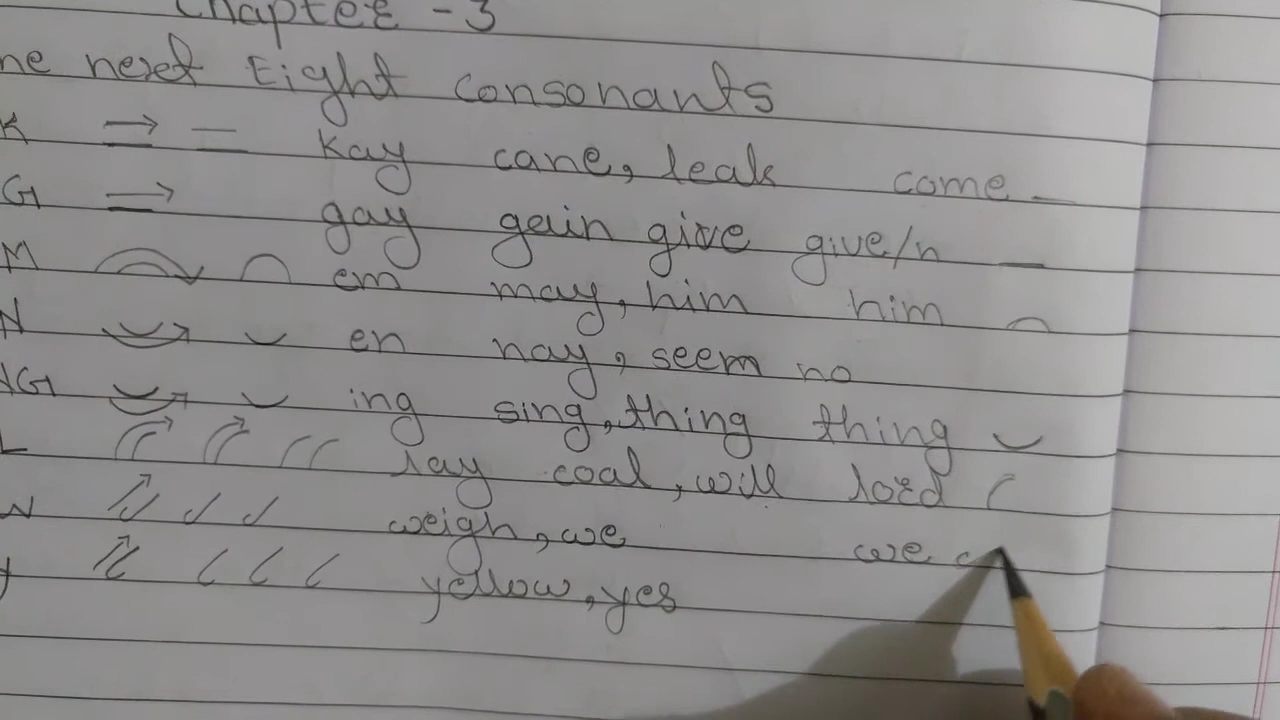 Chapter - 3
ne next Eight consonants
K kay cane, leak come
G gay gain give give/n
M em may, him him
N en nay, seem no
NG ing sing, thing thing
L lay coal, will lord
W weigh, we we
Y yellow, yes